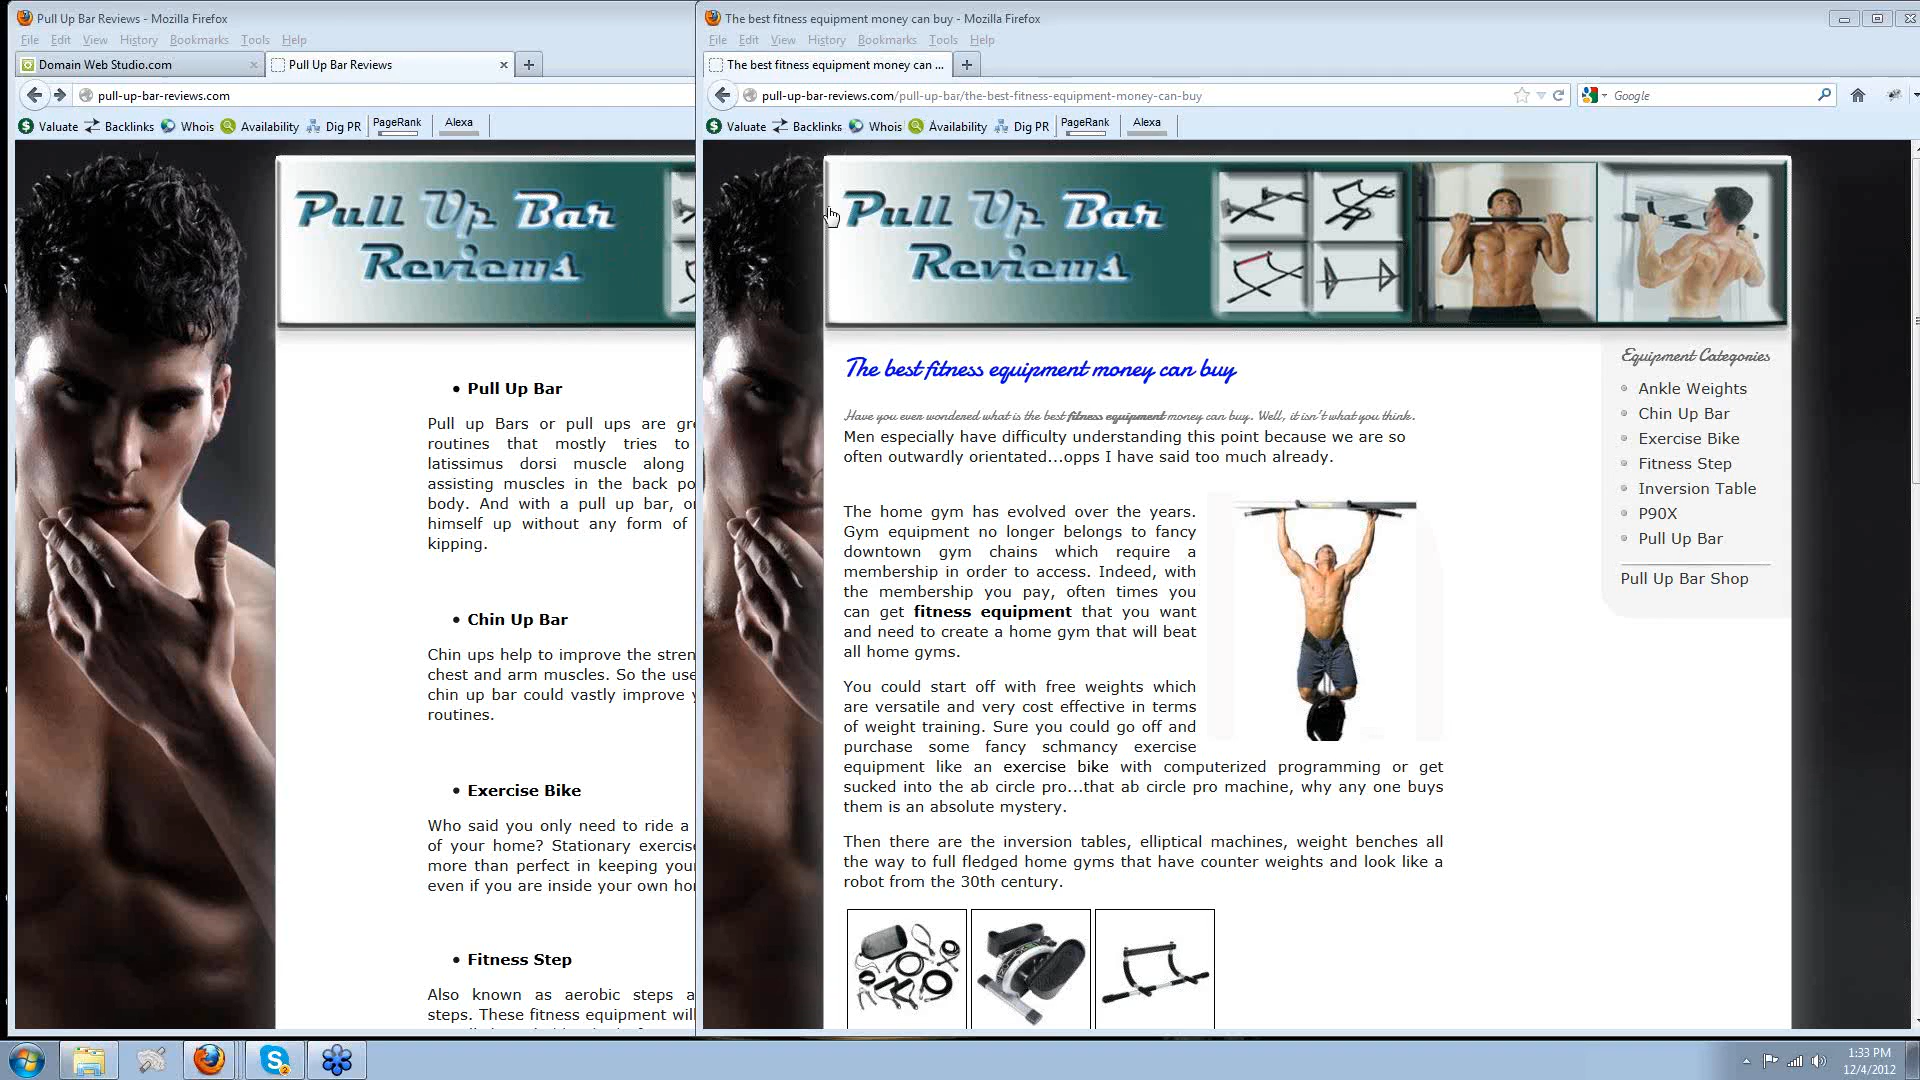 Pull Up Bar Reviews - Mozilla Firefox
File Edit View History Bookmarks Tools Help
Domain Web Studio.com
Pull Up Bar Reviews
pull-up-bar-reviews.com
Valuate Backlinks Whois Availability Dig PR PageRank Alexa
Pull Up Bar
Reviews
Pull Up Bar
Pull up Bars or pull ups are gre
routines that mostly tries to
latissimus dorsi muscle along
assisting muscles in the back po
body. And with a pull up bar, or
himself up without any form of
kipping.
Chin Up Bar
Chin ups help to improve the stren
chest and arm muscles. So the use
chin up bar could vastly improve y
routines.
Exercise Bike
Who said you only need to ride a
of your home? Stationary exercise
more than perfect in keeping your
even if you are inside your own hor
Fitness Step
Also known as aerobic steps a
steps. These fitness equipment will
The best fitness equipment money can buy - Mozilla Firefox
File Edit View History Bookmarks Tools Help
The best fitness equipment money can ...
pull-up-bar-reviews.com/pull-up-bar/the-best-fitness-equipment-money-can-buy
Google
Valuate Backlinks Whois Availability Dig PR PageRank Alexa
Pull Up Bar
Reviews
The best fitness equipment money can buy
Have you ever wondered what is the best fitness equipment money can buy. Well, it isn't what you think.
Men especially have difficulty understanding this point because we are so
often outwardly orientated...opps I have said too much already.
The home gym has evolved over the years.
Gym equipment no longer belongs to fancy
downtown gym chains which require a
membership in order to access. Indeed, with
the membership you pay, often times you
can get fitness equipment that you want
and need to create a home gym that will beat
all home gyms.
You could start off with free weights which
are versatile and very cost effective in terms
of weight training. Sure you could go off and
purchase some fancy schmancy exercise
equipment like an exercise bike with computerized programming or get
sucked into the ab circle pro...that ab circle pro machine, why any one buys
them is an absolute mystery.
Then there are the inversion tables, elliptical machines, weight benches all
the way to full fledged home gyms that have counter weights and look like a
robot from the 30th century.
Equipment Categories
Ankle Weights
Chin Up Bar
Exercise Bike
Fitness Step
Inversion Table
P90X
Pull Up Bar
Pull Up Bar Shop
1:33 PM
12/4/2012